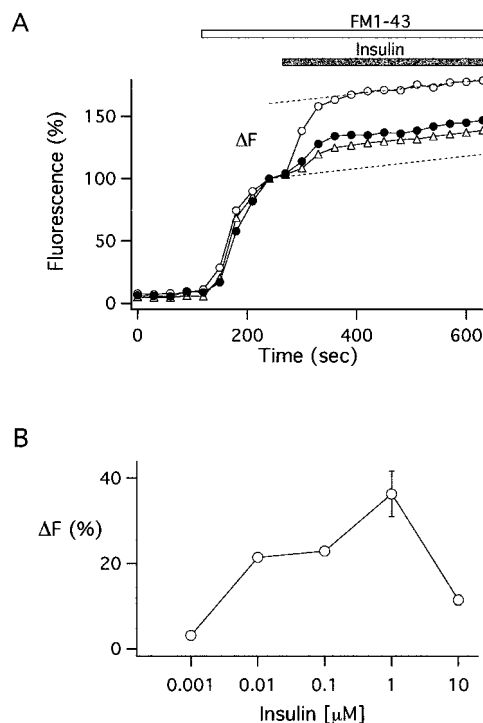 A
FM1-43
Insulin
Fluorescence (%)
150
100
50
0
ΔF
0 200 400 600
Time (sec)
B
ΔF (%)
40
20
0
0.001 0.01 0.1 1 10
Insulin [μM]